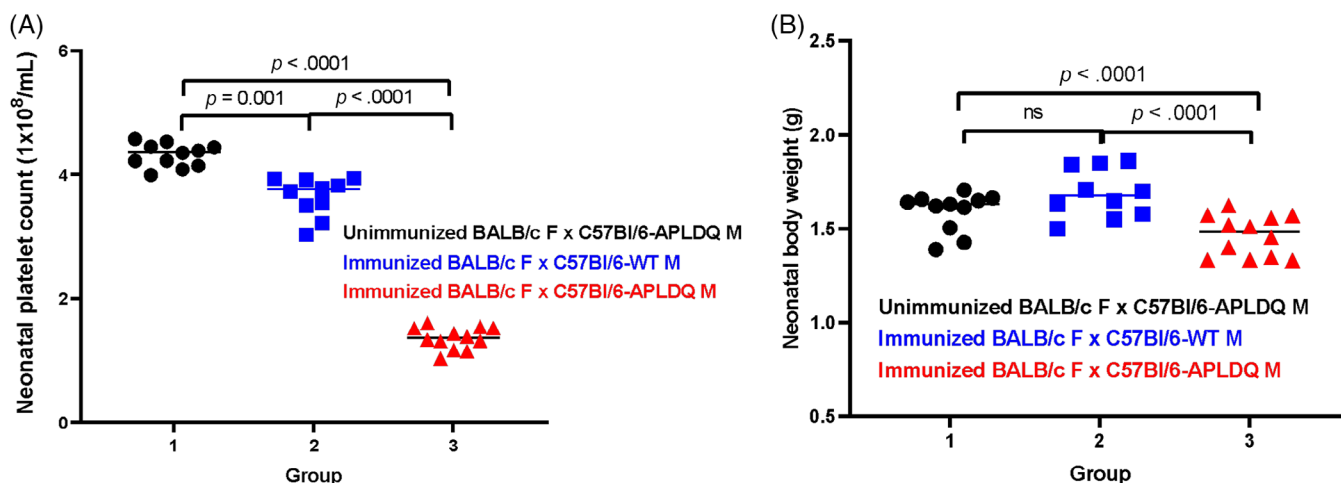 (A)
Neonatal platelet count (1x10⁸/mL)
6
4
2
0
p < .0001
p = 0.001
p < .0001
Unimmunized BALB/c F x C57Bl/6-APLDQ M
Immunized BALB/c F x C57Bl/6-WT M
Immunized BALB/c F x C57Bl/6-APLDQ M
1
2
3
Group
(B)
Neonatal body weight (g)
2.5
2.0
1.5
1.0
0.5
p < .0001
ns
p < .0001
Unimmunized BALB/c F x C57Bl/6-APLDQ M
Immunized BALB/c F x C57Bl/6-WT M
Immunized BALB/c F x C57Bl/6-APLDQ M
1
2
3
Group